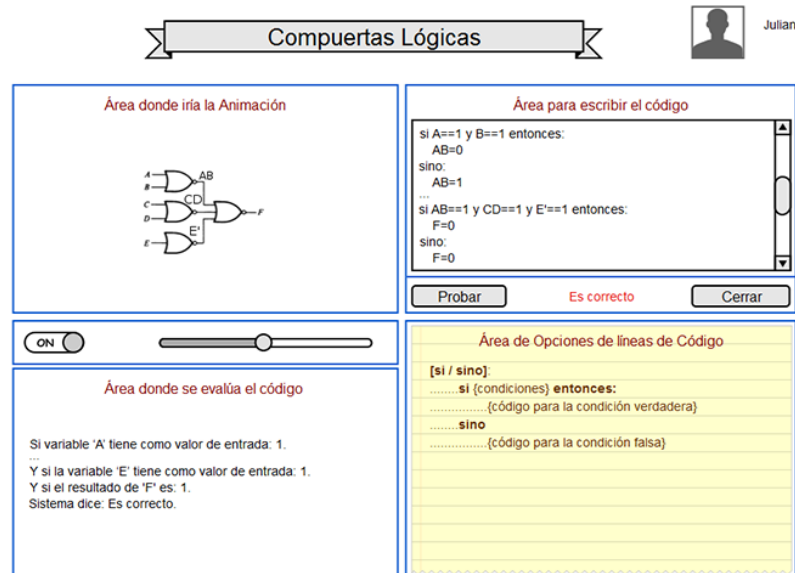 Compuertas Lógicas
Julian
Área donde iría la Animación
A
B
AB
C
D
CD
E
E'
F
Área para escribir el código
si A==1 y B==1 entonces:
AB=0
sino:
AB=1
...
si AB==1 y CD==1 y E'==1 entonces:
F=0
sino:
F=0
Probar
Es correcto
Cerrar
ON
Área donde se evalúa el código
Si variable 'A' tiene como valor de entrada: 1.
...
Y si la variable 'E' tiene como valor de entrada: 1.
Y si el resultado de 'F' es: 1.
Sistema dice: Es correcto.
Área de Opciones de líneas de Código
[si / sino]:
........si {condiciones} entonces:
................{código para la condición verdadera}
........sino
................{código para la condición falsa}